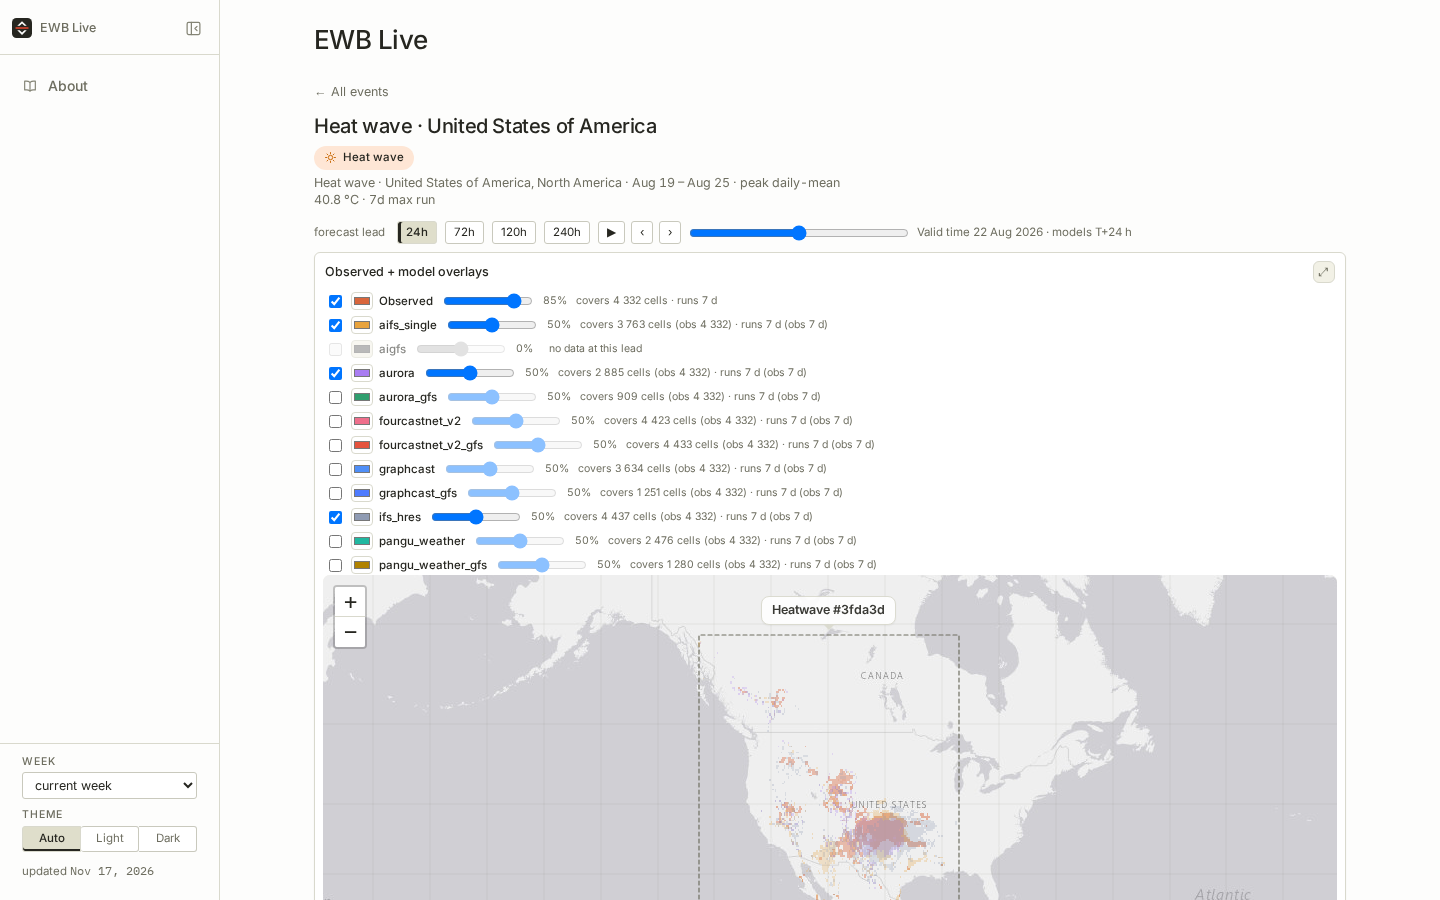 EWB Live
About
WEEK
current week
THEME
Auto Light Dark
updated Nov 17, 2026
EWB Live
← All events
Heat wave · United States of America
Heat wave
Heat wave · United States of America, North America · Aug 19 – Aug 25 · peak daily-mean
40.8 °C · 7d max run
forecast lead 24h 72h 120h 240h ▶ ‹ › Valid time 22 Aug 2026 · models T+24 h
Observed + model overlays
Observed 85% covers 4 332 cells · runs 7 d
aifs_single 50% covers 3 763 cells (obs 4 332) · runs 7 d (obs 7 d)
aigfs 0% no data at this lead
aurora 50% covers 2 885 cells (obs 4 332) · runs 7 d (obs 7 d)
aurora_gfs 50% covers 909 cells (obs 4 332) · runs 7 d (obs 7 d)
fourcastnet_v2 50% covers 4 423 cells (obs 4 332) · runs 7 d (obs 7 d)
fourcastnet_v2_gfs 50% covers 4 433 cells (obs 4 332) · runs 7 d (obs 7 d)
graphcast 50% covers 3 634 cells (obs 4 332) · runs 7 d (obs 7 d)
graphcast_gfs 50% covers 1 251 cells (obs 4 332) · runs 7 d (obs 7 d)
ifs_hres 50% covers 4 437 cells (obs 4 332) · runs 7 d (obs 7 d)
pangu_weather 50% covers 2 476 cells (obs 4 332) · runs 7 d (obs 7 d)
pangu_weather_gfs 50% covers 1 280 cells (obs 4 332) · runs 7 d (obs 7 d)
+
−
Heatwave #3fda3d
CANADA
UNITED STATES
Atlantic